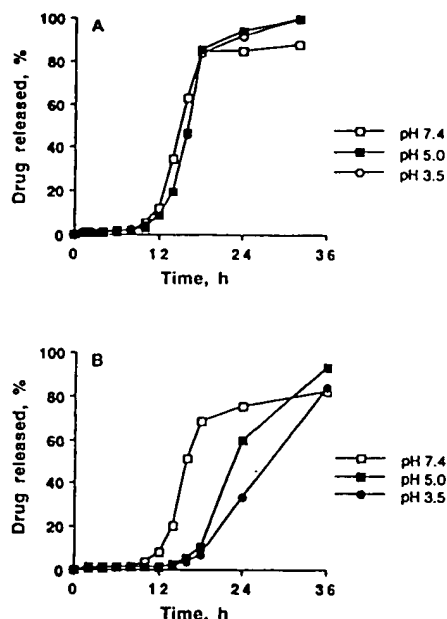 A
Drug released, %
100
80
60
40
20
0
0 12 24 36
Time, h
pH 7.4
pH 5.0
pH 3.5
B
Drug released, %
100
80
60
40
20
0
0 12 24 36
Time, h
pH 7.4
pH 5.0
pH 3.5